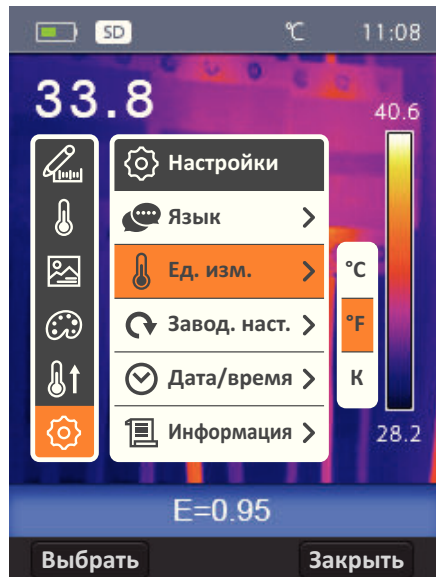 SD °C 11:08
33.8
40.6
Настройки
Язык
Ед. изм.
°C
Завод. наст.
°F
Дата/время
K
Информация
28.2
E=0.95
Выбрать Закрыть